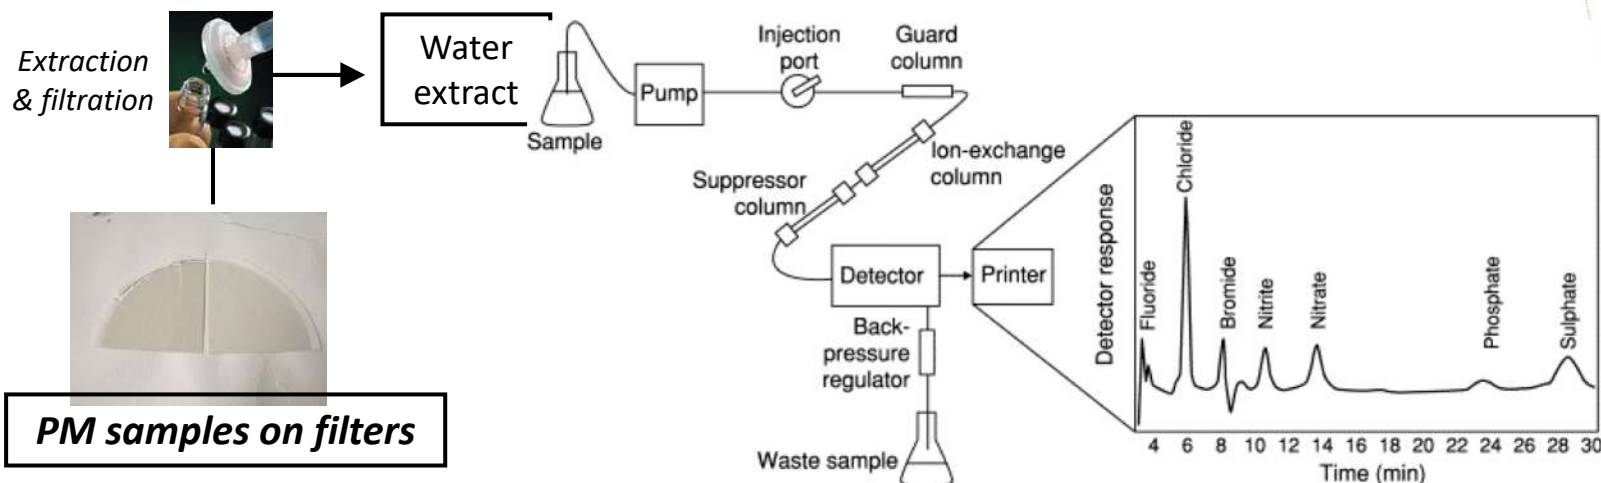 Extraction
& filtration
Water
extract
Sample
Pump
Injection
port
Guard
column
Ion-exchange
column
Suppressor
column
Detector
Printer
Back-
pressure
regulator
Waste sample
PM samples on filters
Detector response
Fluoride
Chloride
Bromide
Nitrite
Nitrate
Phosphate
Sulphate
4 6 8 10 12 14 16 18 20 22 24 26 28 30
Time (min)